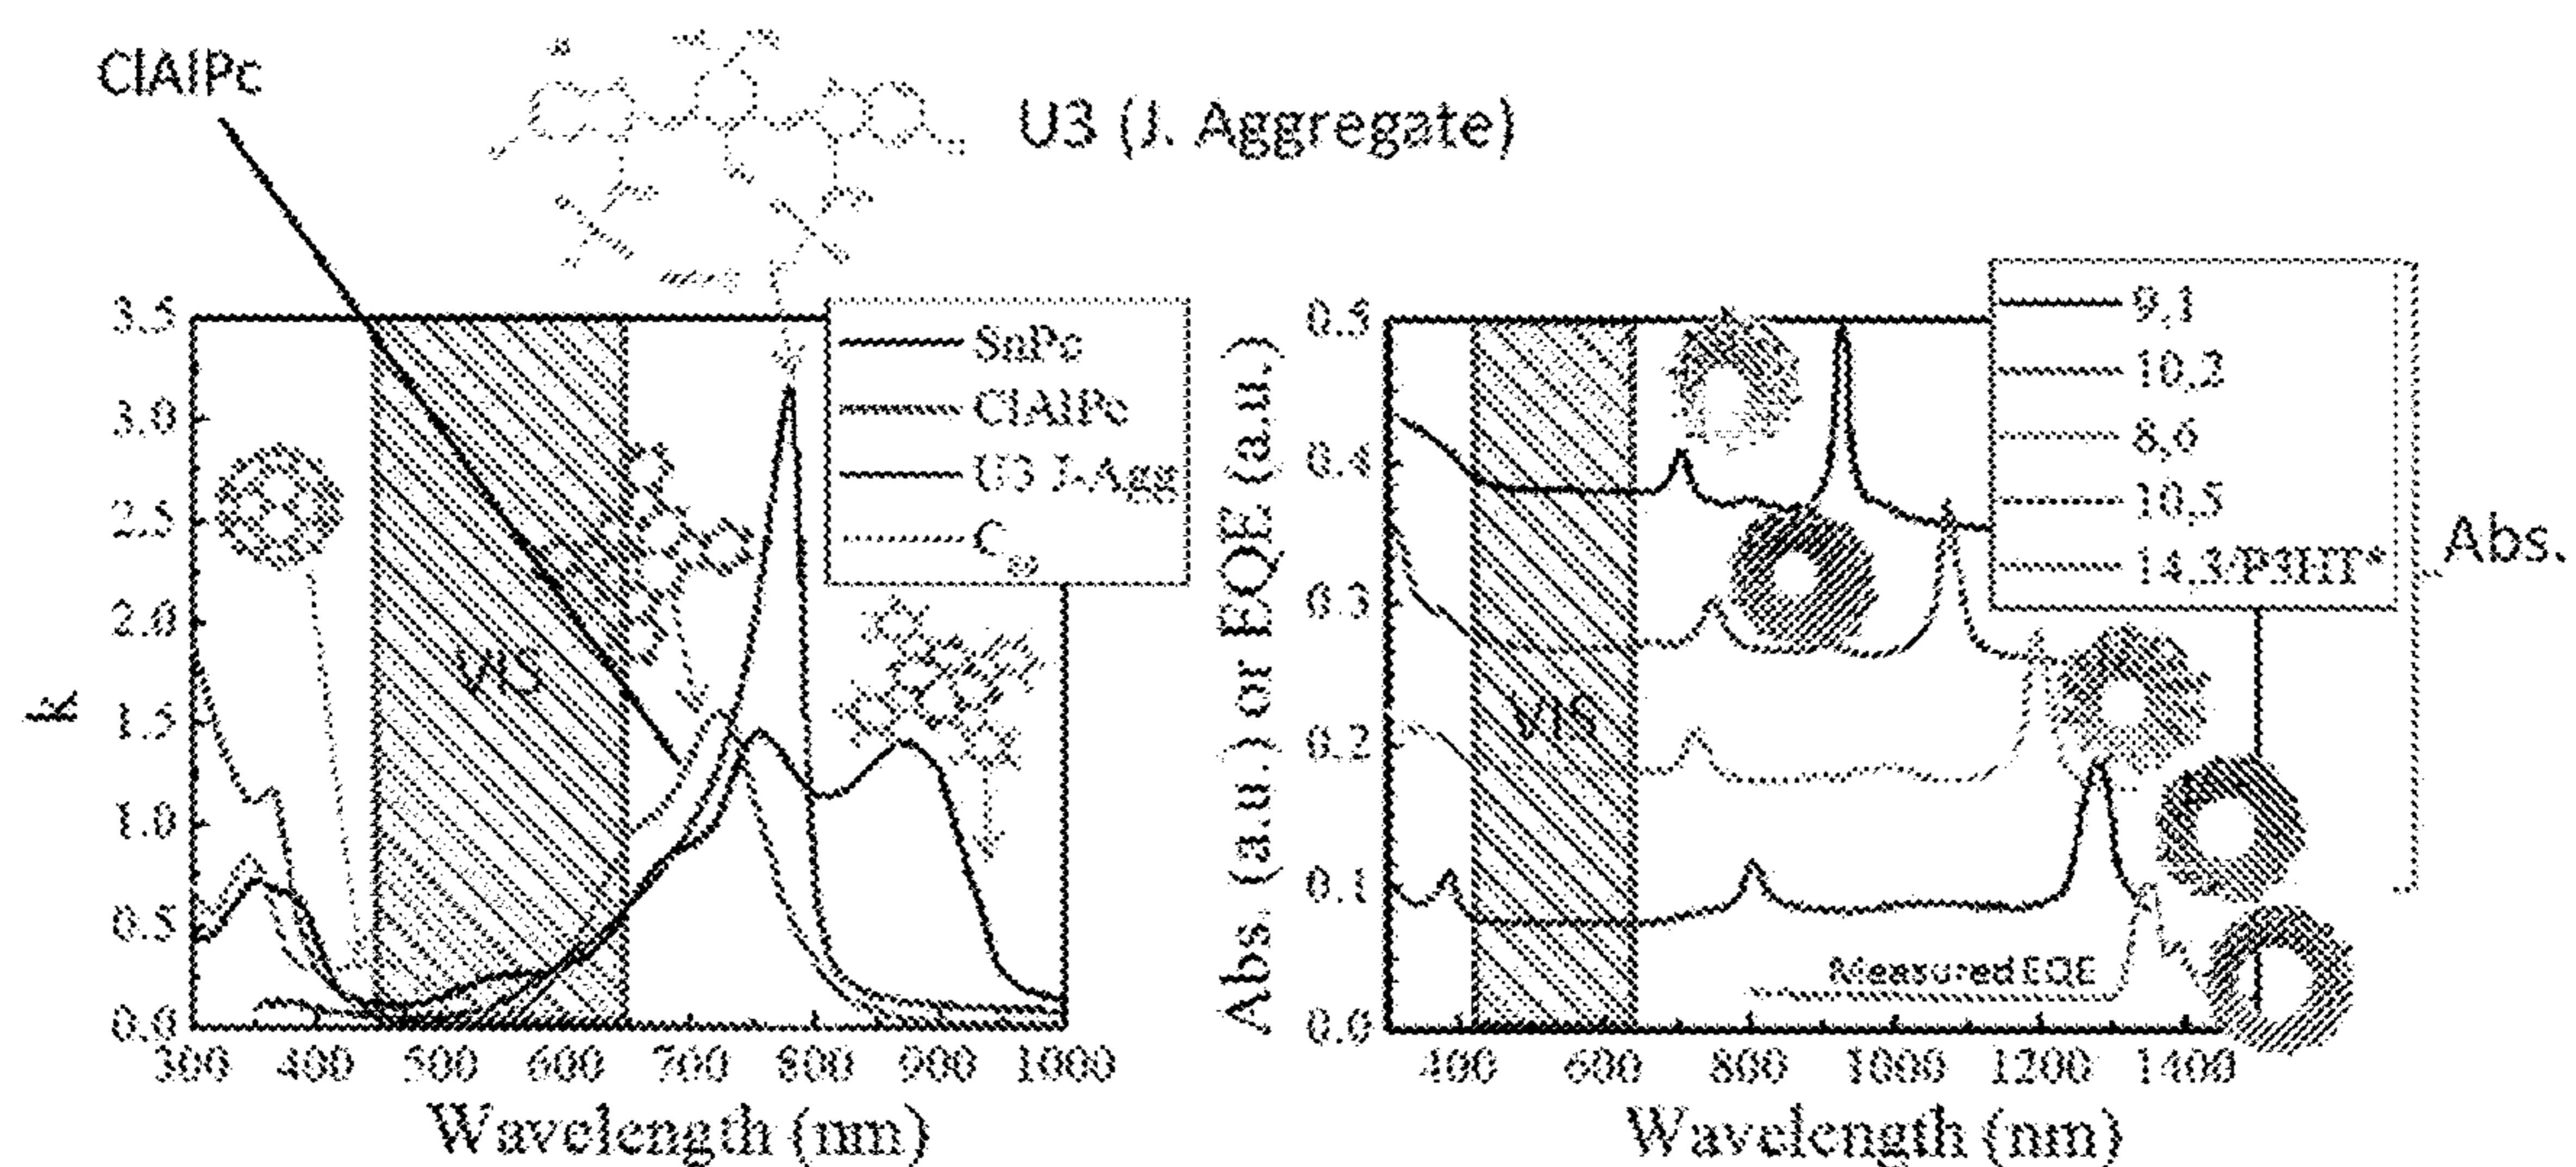 ClAlPc
U3 (J. Aggregate)
3.5
3.0
2.5
2.0
1.5
1.0
0.5
0.0
k
VIS
SnPc
ClAlPc
U3 J-Agg
300 400 500 600 700 800 900 1000
Wavelength (nm)
0.5
0.4
0.3
0.2
0.1
0.0
Abs. (a.u.) or EQE (a.u.)
VIS
9,1
10,2
8,6
10,5
14,3/P3HT*
Abs.
Measured EQE
400 600 800 1000 1200 1400
Wavelength (nm)